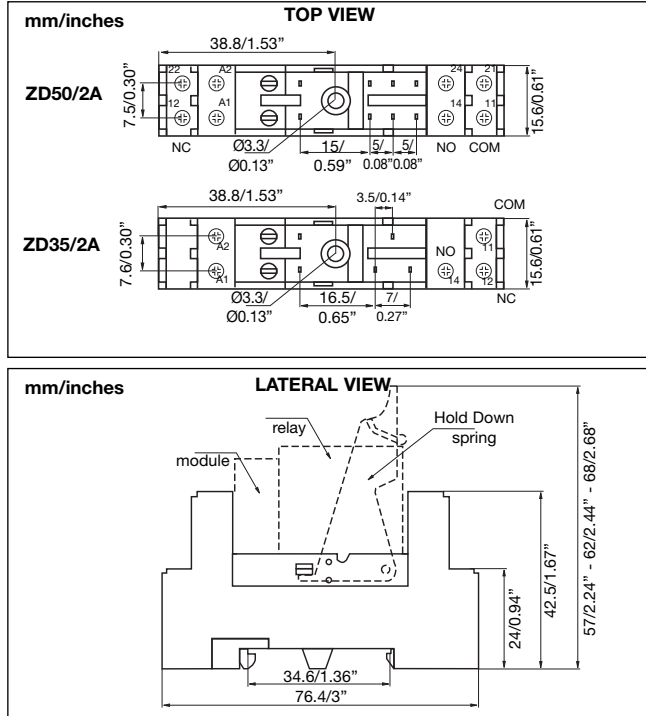 mm/inches
TOP VIEW
38.8/1.53”
ZD50/2A
7.5/0.30”
22
A2
24
21
12
A1
14
11
15.6/0.61”
NC
Ø3.3/
Ø0.13”
15/
0.59”
5/
0.08”
5/
0.08”
NO
COM
38.8/1.53”
3.5/0.14”
COM
ZD35/2A
7.6/0.30”
A2
A1
NO
11
14
12
15.6/0.61”
NC
Ø3.3/
Ø0.13”
16.5/
0.65”
7/
0.27”
mm/inches
LATERAL VIEW
relay
Hold Down
spring
module
24/0.94”
42.5/1.67”
57/2.24” - 62/2.44” - 68/2.68”
34.6/1.36”
76.4/3”